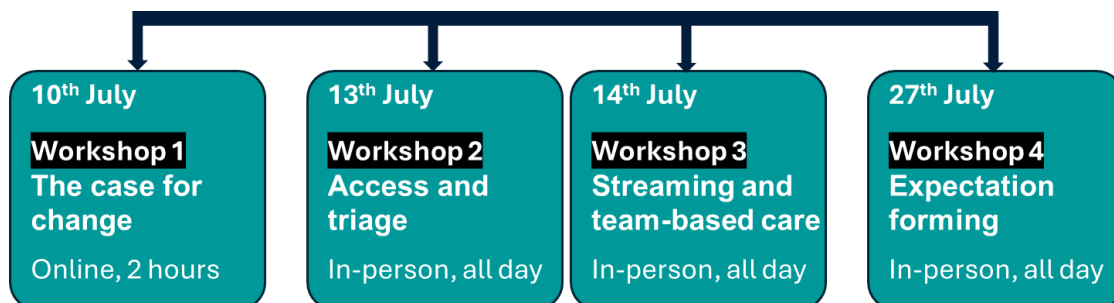 10th July
Workshop 1
The case for
change
Online, 2 hours
13th July
Workshop 2
Access and
triage
In-person, all day
14th July
Workshop 3
Streaming and
team-based care
In-person, all day
27th July
Workshop 4
Expectation
forming
In-person, all day